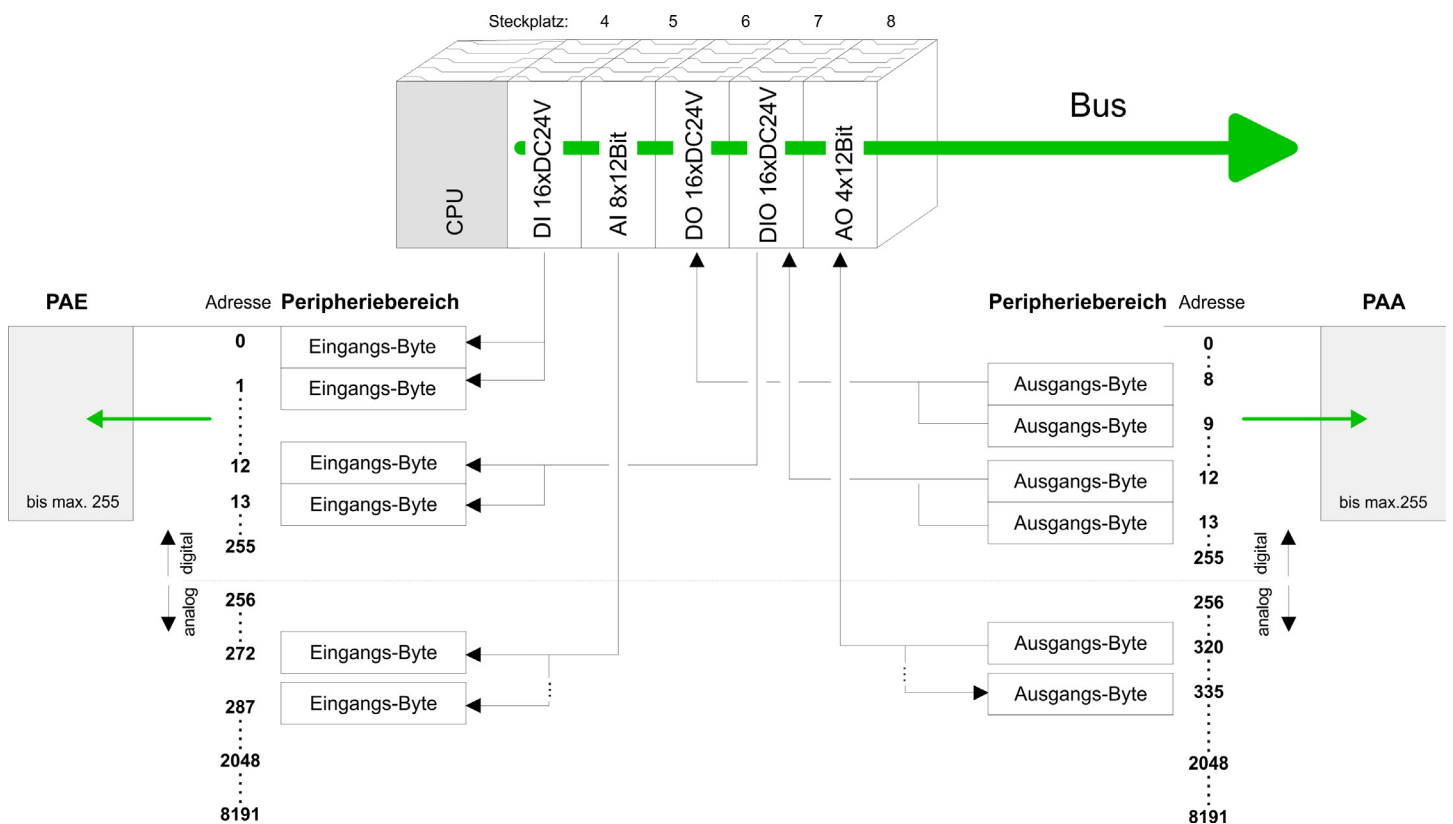 Steckplatz: 4 5 6 7 8
Bus
CPU
DI 16xDC24V
AI 8x12Bit
DO 16xDC24V
DIO 16xDC24V
AO 4x12Bit
PAE
Adresse Peripheriebereich
0 Eingangs-Byte
1 Eingangs-Byte
12 Eingangs-Byte
13 Eingangs-Byte
255
bis max. 255
digital
analog
256
272 Eingangs-Byte
287 Eingangs-Byte
2048
8191
Peripheriebereich Adresse
PAA
0
Ausgangs-Byte 8
Ausgangs-Byte 9
Ausgangs-Byte 12
Ausgangs-Byte 13
255
bis max.255
digital
analog
256
Ausgangs-Byte 320
Ausgangs-Byte 335
2048
8191